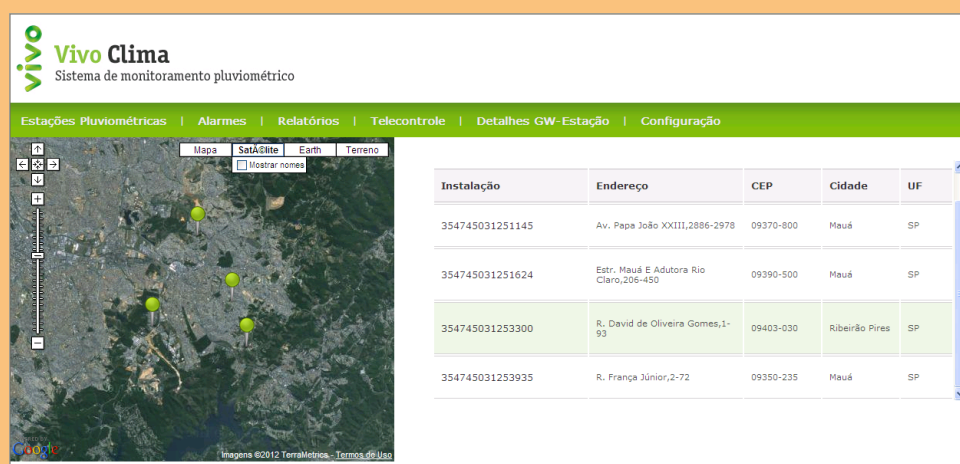 vivo
Vivo Clima
Sistema de monitoramento pluviométrico
Estações Pluviométricas | Alarmes | Relatórios | Telecontrole | Detalhes GW-Estação | Configuração
Mapa SatÃ©lite Earth Terreno
Mostrar nomes
Instalação Endereço CEP Cidade UF
354745031251145 Av. Papa João XXIII,2886-2978 09370-800 Mauá SP
354745031251624 Estr. Mauá E Adutora Rio 09390-500 Mauá SP
Claro,206-450
354745031253300 R. David de Oliveira Gomes,1- 09403-030 Ribeirão Pires SP
93
354745031253935 R. França Júnior,2-72 09350-235 Mauá SP
Google
Imagens ©2012 TerraMetrics - Termos de Uso